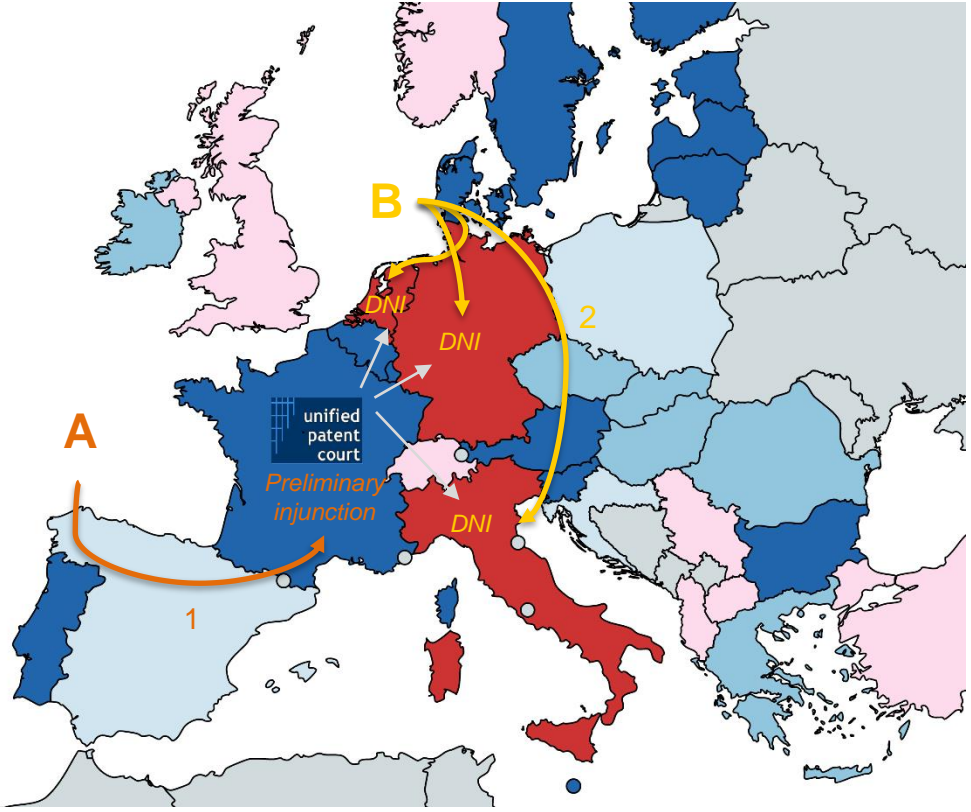 B
DNI
2
DNI
A
unified
patent
court
Preliminary
injunction
DNI
1